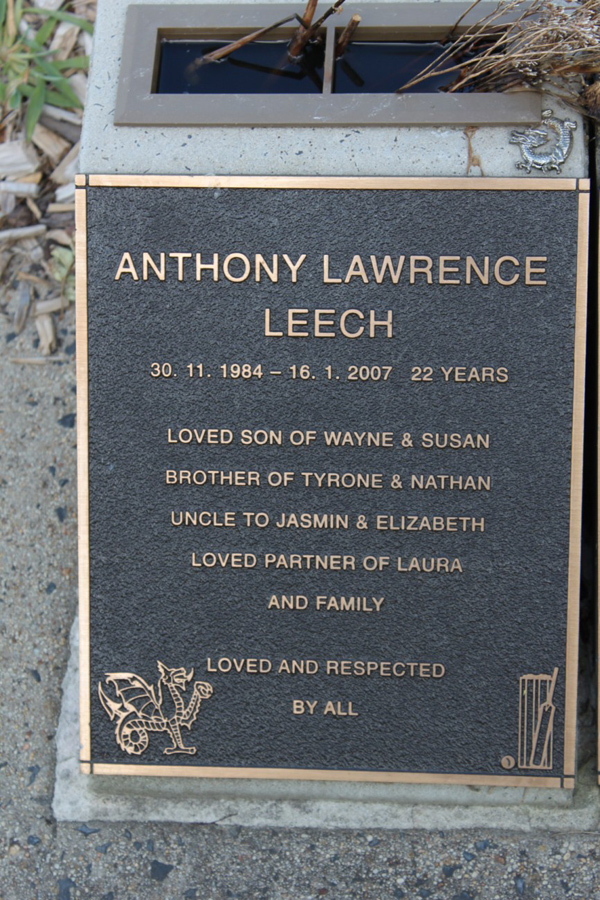 ANTHONY LAWRENCE
LEECH
30. 11. 1984 – 16. 1. 2007 22 YEARS
LOVED SON OF WAYNE & SUSAN
BROTHER OF TYRONE & NATHAN
UNCLE TO JASMIN & ELIZABETH
LOVED PARTNER OF LAURA
AND FAMILY
LOVED AND RESPECTED
BY ALL